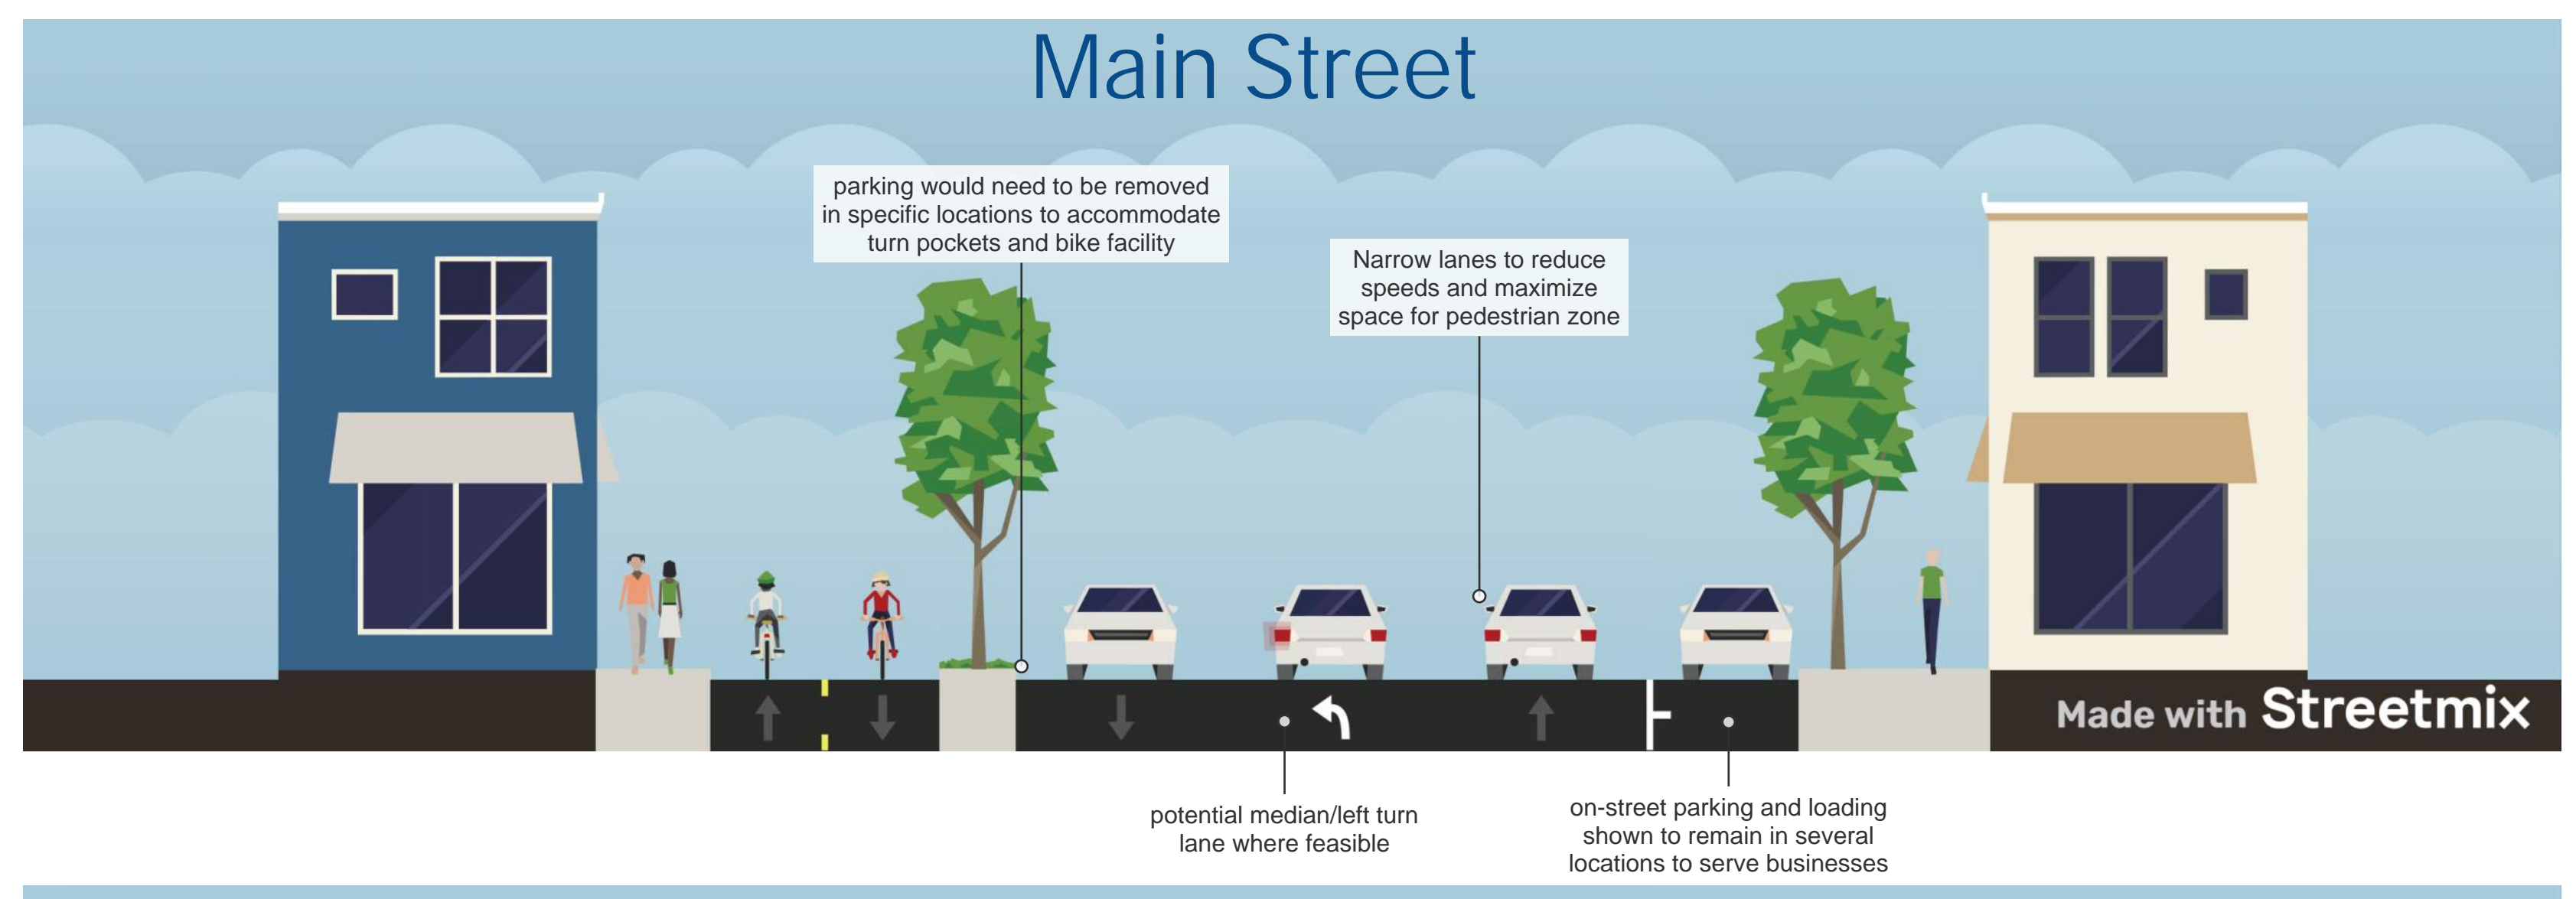 Main Street
parking would need to be removed
in specific locations to accommodate
turn pockets and bike facility
Narrow lanes to reduce
speeds and maximize
space for pedestrian zone
Made with Streetmix
potential median/left turn
lane where feasible
on-street parking and loading
shown to remain in several
locations to serve businesses